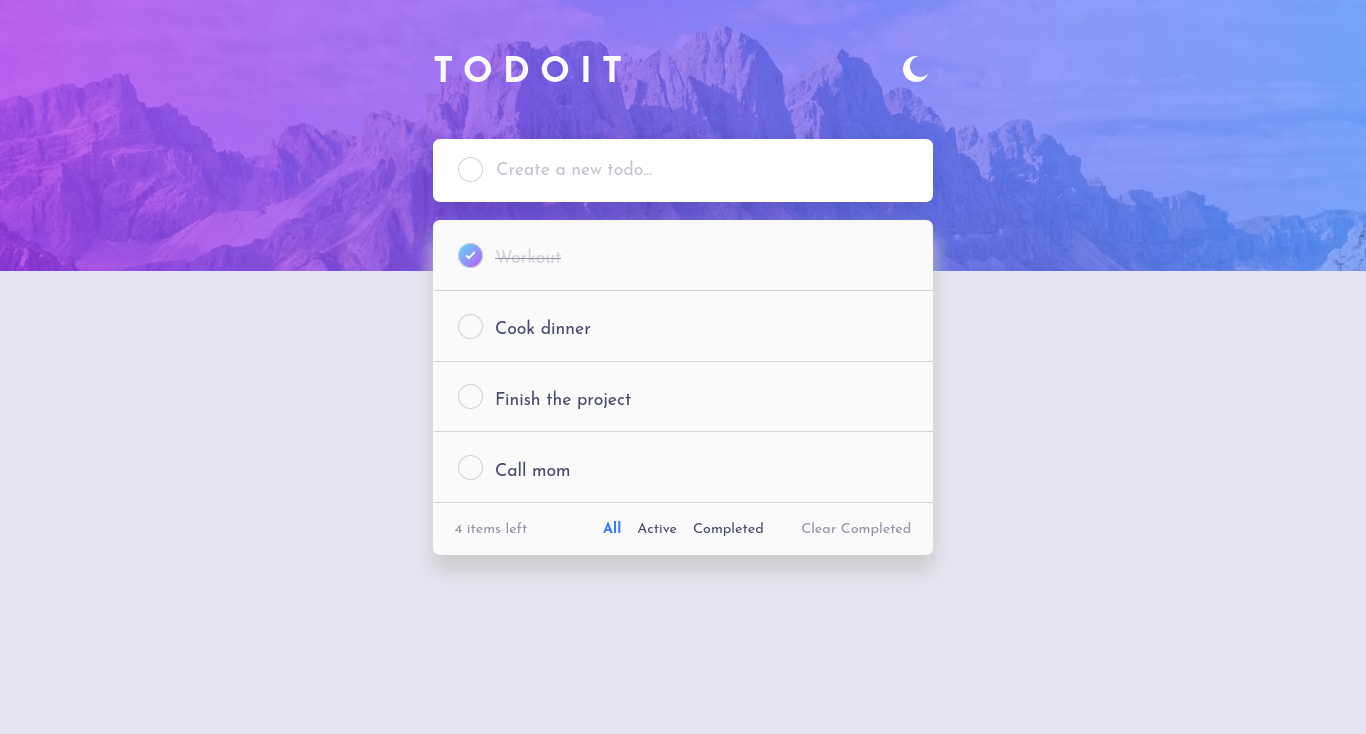 TODOIT
Create a new todo...
Workout
Cook dinner
Finish the project
Call mom
4 items left All Active Completed Clear Completed